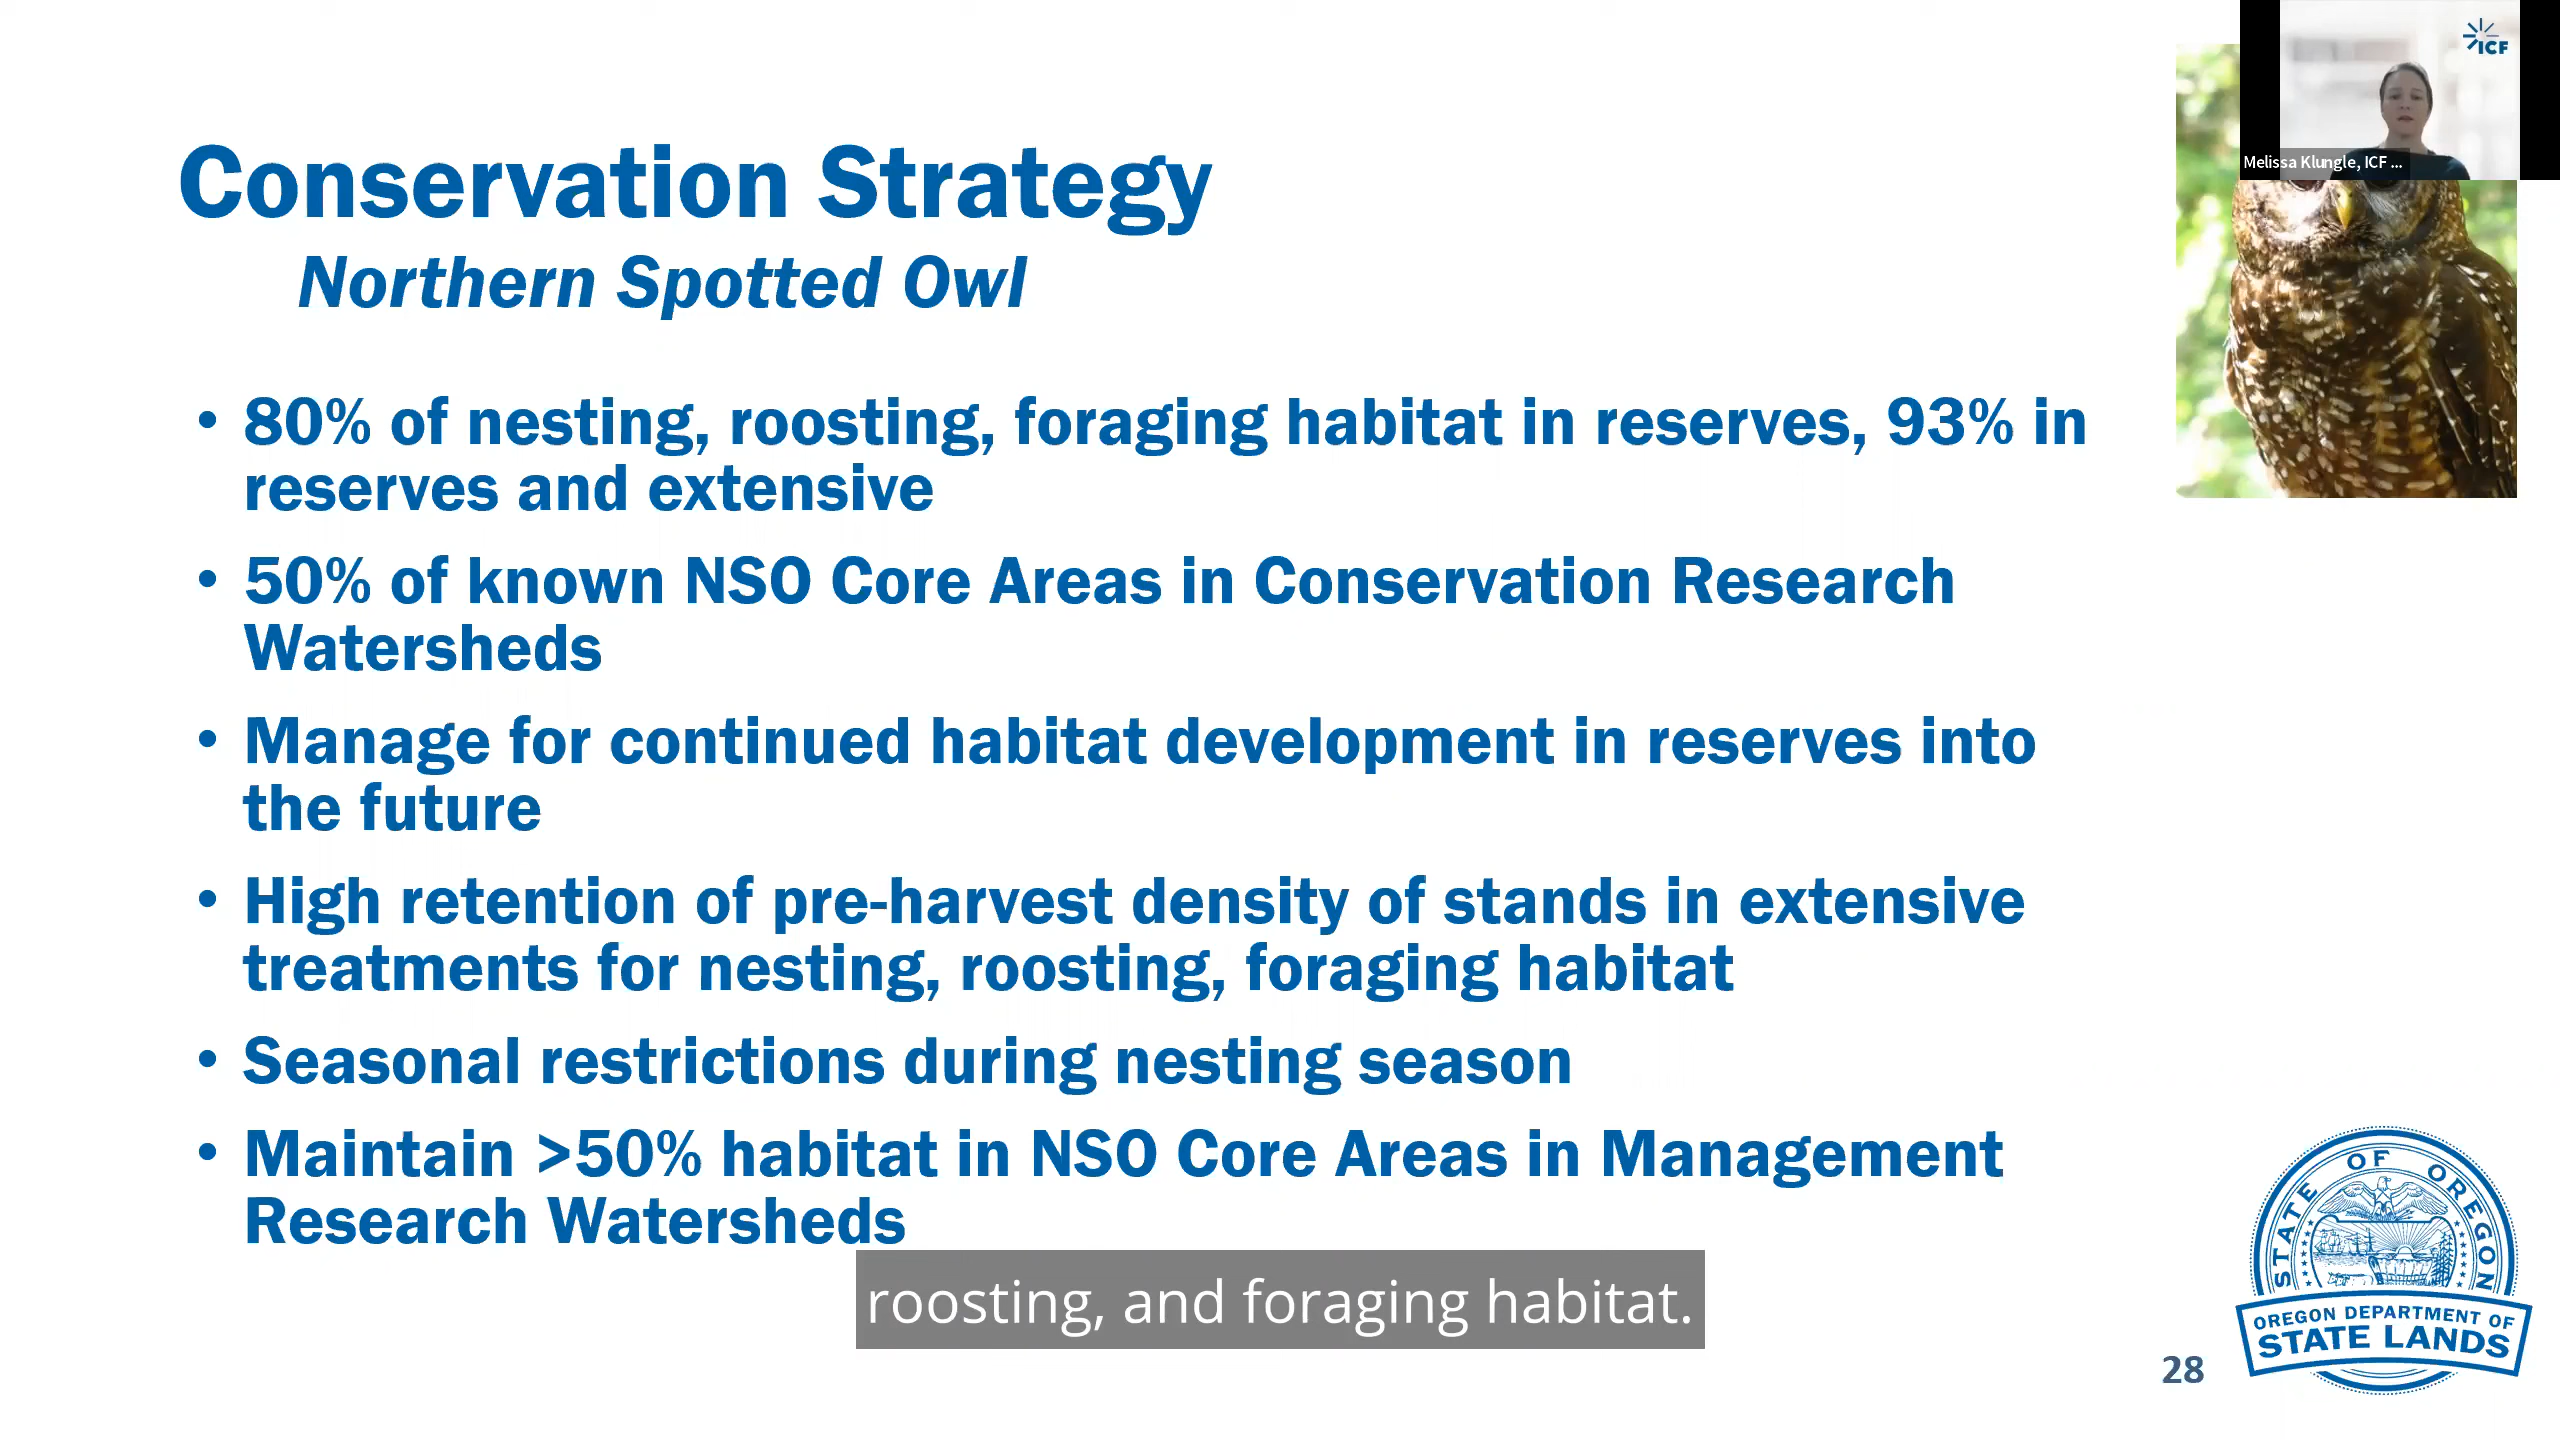 ICF
Melissa Klungle, ICF ...
Conservation Strategy
Northern Spotted Owl
• 80% of nesting, roosting, foraging habitat in reserves, 93% in
reserves and extensive
• 50% of known NSO Core Areas in Conservation Research
Watersheds
• Manage for continued habitat development in reserves into
the future
• High retention of pre-harvest density of stands in extensive
treatments for nesting, roosting, foraging habitat
• Seasonal restrictions during nesting season
• Maintain >50% habitat in NSO Core Areas in Management
Research Watersheds
roosting, and foraging habitat.
28
STATE OF OREGON
OREGON DEPARTMENT OF
STATE LANDS